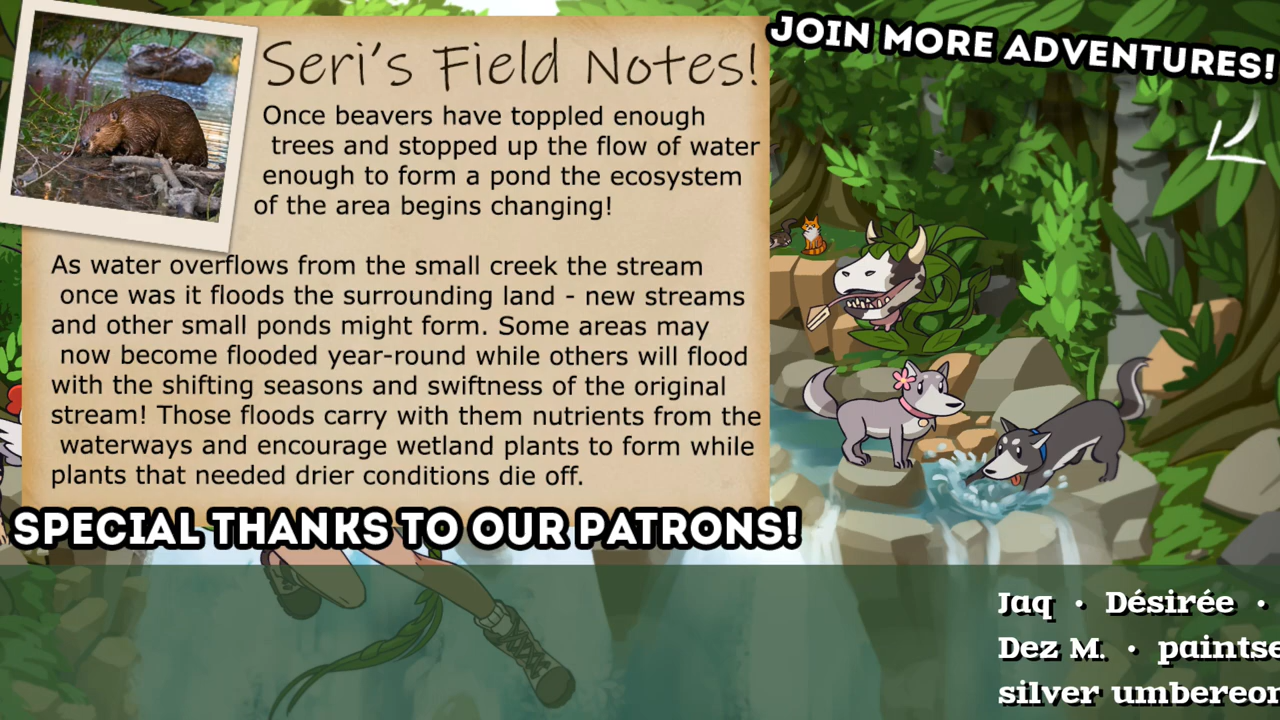 Seri's Field Notes!
Once beavers have toppled enough
trees and stopped up the flow of water
enough to form a pond the ecosystem
of the area begins changing!
As water overflows from the small creek the stream
once was it floods the surrounding land - new streams
and other small ponds might form. Some areas may
now become flooded year-round while others will flood
with the shifting seasons and swiftness of the original
stream! Those floods carry with them nutrients from the
waterways and encourage wetland plants to form while
plants that needed drier conditions die off.
JOIN MORE ADVENTURES!
SPECIAL THANKS TO OUR PATRONS!
Jaq · Désirée ·
Dez M. ·
silver